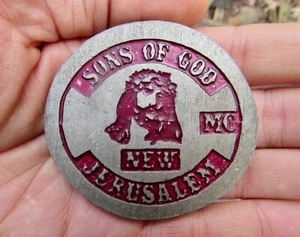 SONS OF GOD
MC
NEW
JERUSALEM